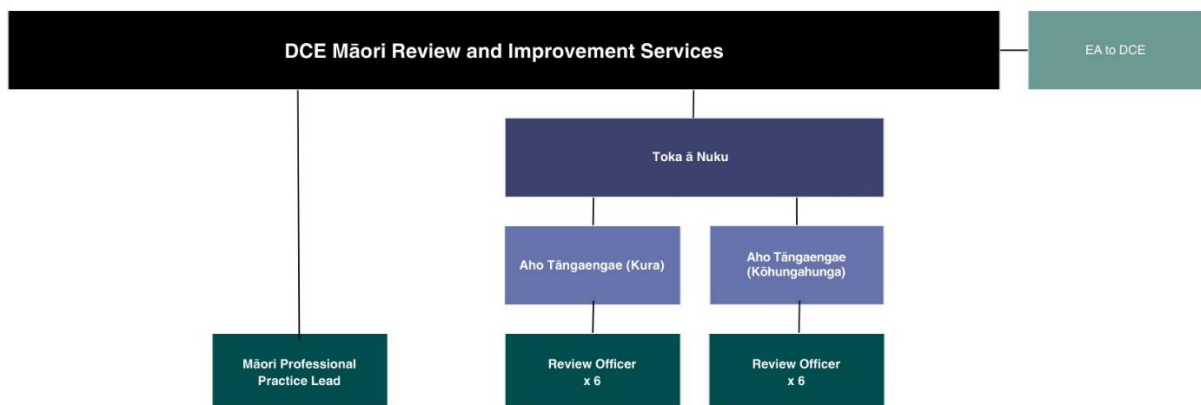 DCE Māori Review and Improvement Services
EA to DCE
Toka ā Nuku
Aho Tāngaengae (Kura)
Aho Tāngaengae
(Kōhungahunga)
Māori Professional
Practice Lead
Review Officer
x 6
Review Officer
x 6